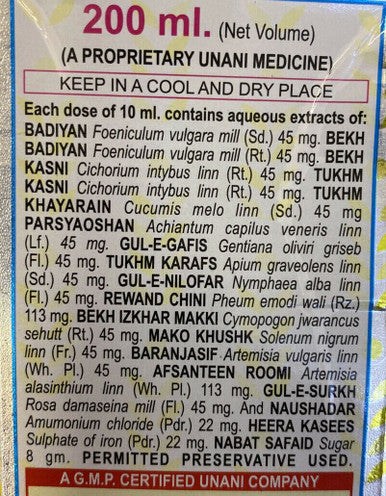 200 ml. (Net Volume)
(A PROPRIETARY UNANI MEDICINE)
KEEP IN A COOL AND DRY PLACE
Each dose of 10 ml. contains aqueous extracts of:
BADIYAN Foeniculum vulgara mill (Sd.) 45 mg. BEKH
BADIYAN Foeniculum vulgara mill (Rt.) 45 mg. BEKH
KASNI Cichorium intybus linn (Rt.) 45 mg. TUKHM
KASNI Cichorium intybus linn (Rt.) 45 mg. TUKHM
KHAYARAIN Cucumis melo linn (Sd.) 45 mg
PARSYAOSHAN Achiantum capilus veneris linn
(Lf.) 45 mg. GUL-E-GAFIS Gentiana oliviri griseb
(Fl.) 45 mg. TUKHM KARAFS Apium graveolens linn
(Sd.) 45 mg. GUL-E-NILOFAR Nymphaea alba linn
(Fl.) 45 mg. REWAND CHINI Pheum emodi wali (Rz.)
113 mg. BEKH IZKHAR MAKKI Cymopogon jwarancus
sehutt (Rt.) 45 mg. MAKO KHUSHK Solenum nigrum
linn (Fr.) 45 mg. BARANJASIF Artemisia vulgaris linn
(Wh. Pl.) 45 mg. AFSANTEEN ROOMI Artemisia
alasinthium linn (Wh. Pl.) 113 mg. GUL-E-SURKH
Rosa damaseina mill (Fl.) 45 mg. And NAUSHADAR
Amumonium chloride (Pdr.) 22 mg. HEERA KASEES
Sulphate of iron (Pdr.) 22 mg. NABAT SAFAID Sugar
8 gm. PERMITTED PRESERVATIVE USED.
A G.M.P. CERTIFIED UNANI COMPANY